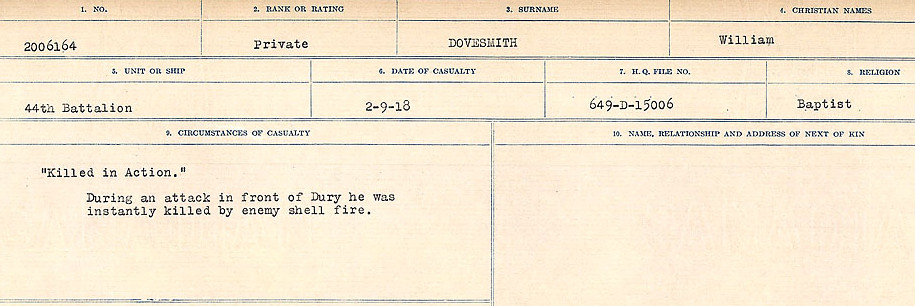 1. NO. 2. RANK OR RATING 3. SURNAME 4. CHRISTIAN NAMES
2006164 Private DOVESMITH William
5. UNIT OR SHIP 6. DATE OF CASUALTY 7. H.Q. FILE NO. 8. RELIGION
44th Battalion 2-9-18 649-D-15006 Baptist
9. CIRCUMSTANCES OF CASUALTY 10. NAME, RELATIONSHIP AND ADDRESS OF NEXT OF KIN
"Killed in Action."
During an attack in front of Dury he was
instantly killed by enemy shell fire.